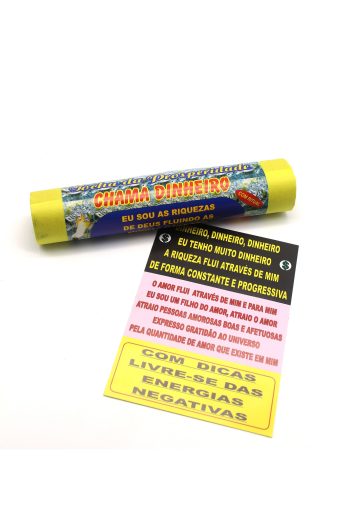 Tocha da Prosperidade
CHAMA DINHEIRO
EU SOU AS RIQUEZAS
DE DEUS FLUINDO AS
DINHEIRO, DINHEIRO, DINHEIRO
EU TENHO MUITO DINHEIRO
A RIQUEZA FLUI ATRAVÉS DE MIM
DE FORMA CONSTANTE E PROGRESSIVA
O AMOR FLUI ATRAVÉS DE MIM E PARA MIM
EU SOU UM FILHO DO AMOR, ATRAIO O AMOR
ATRAIO PESSOAS AMOROSAS BOAS E AFETUOSAS
EXPRESSO GRATIDÃO AO UNIVERSO
PELA QUANTIDADE DE AMOR QUE EXISTE EM MIM
COM DICAS
LIVRE-SE DAS
ENERGIAS
NEGATIVAS